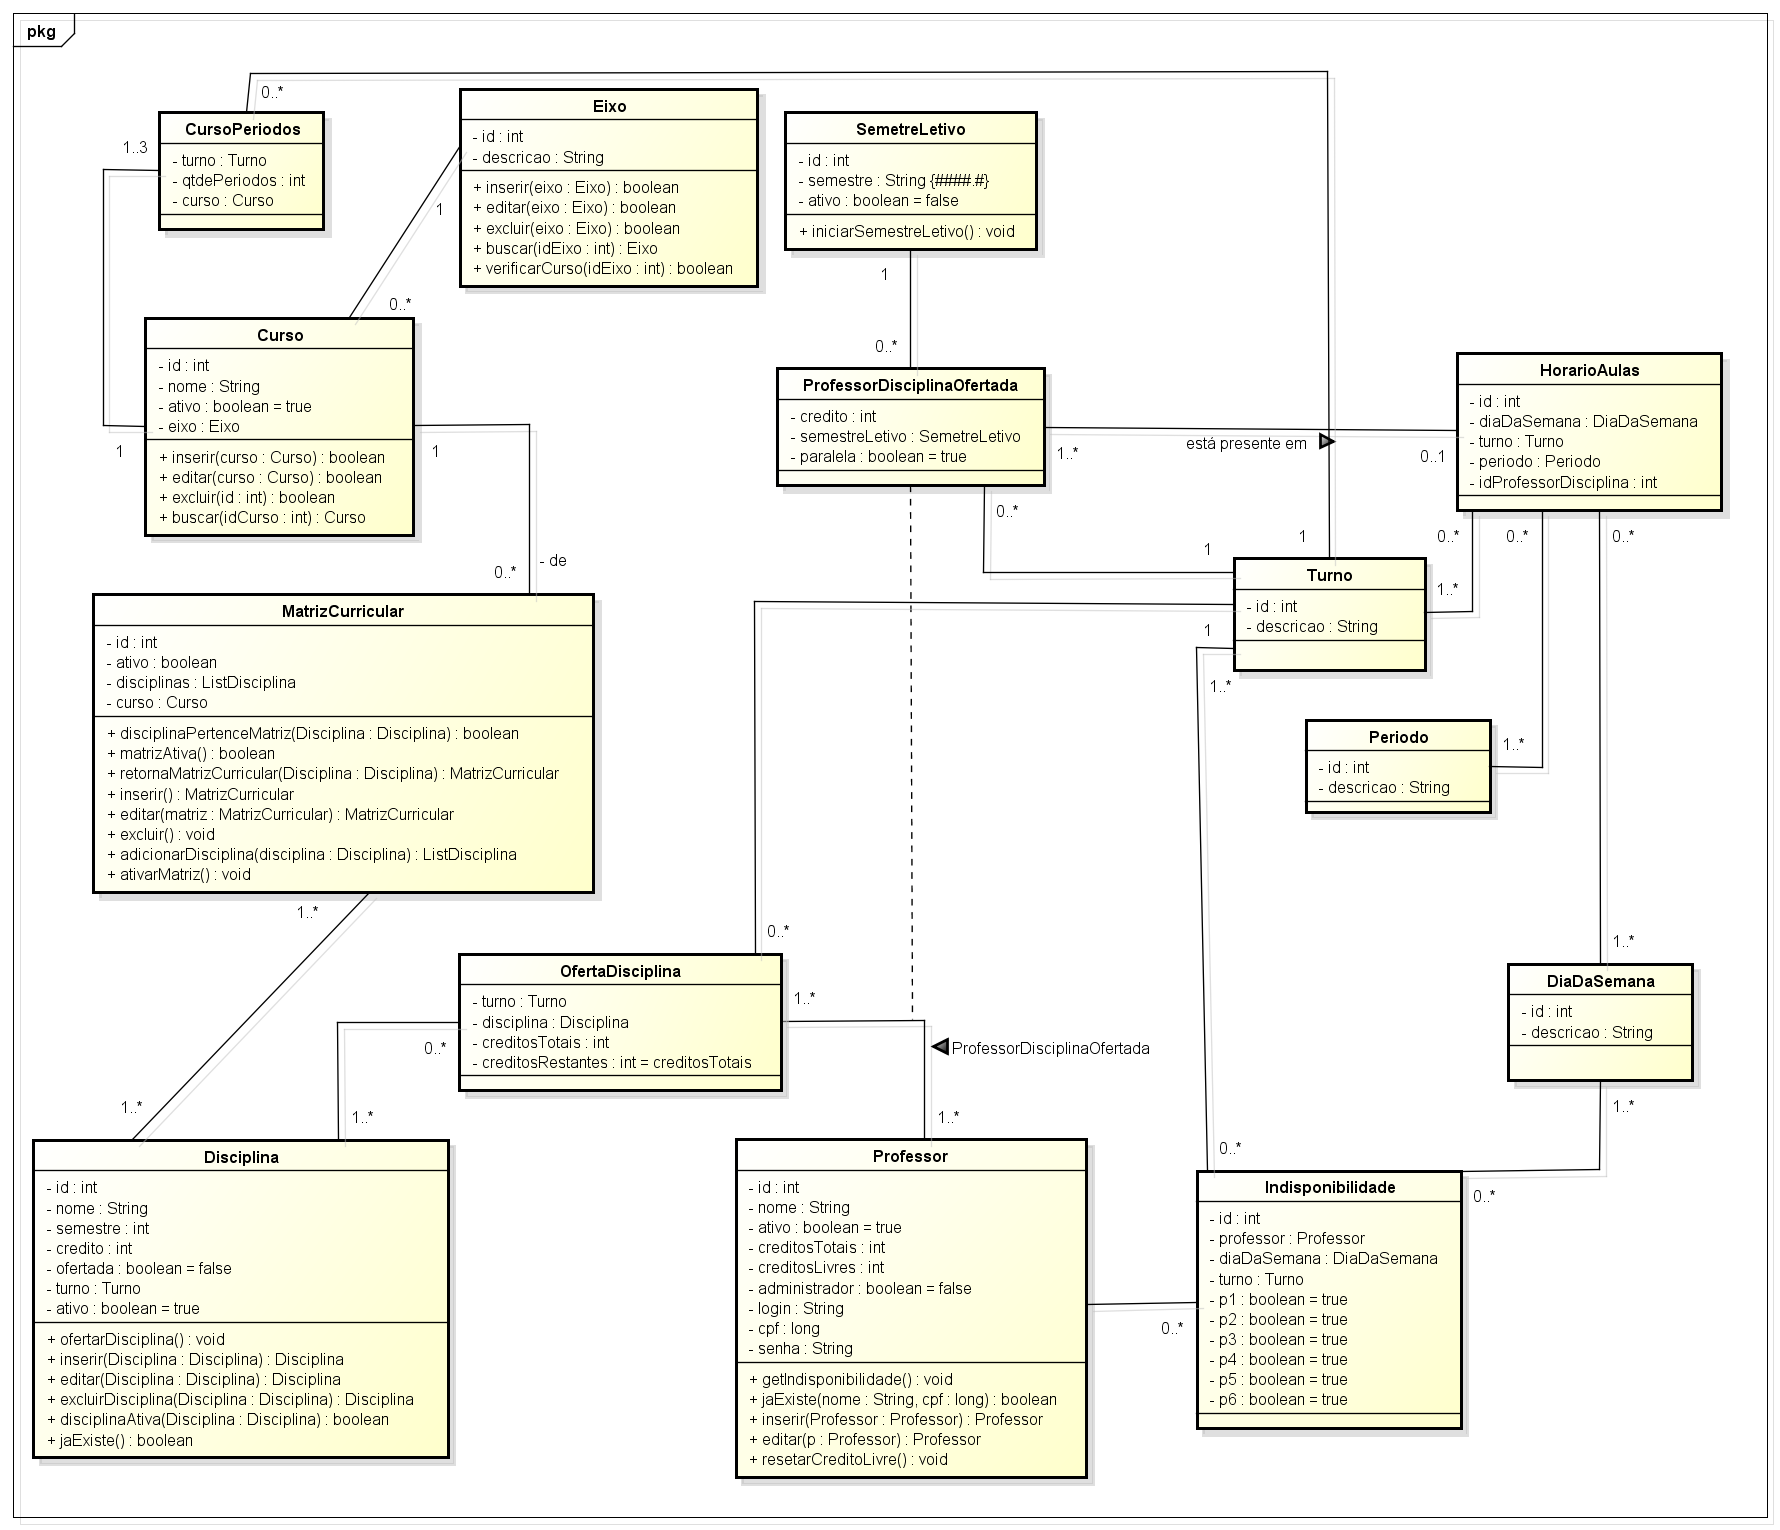 pkg
0..*
CursoPeriodos
- turno : Turno
- qtdePeriodos : int
- curso : Curso
1..3
Eixo
- id : int
- descricao : String
+ inserir(eixo : Eixo) : boolean
+ editar(eixo : Eixo) : boolean
+ excluir(eixo : Eixo) : boolean
+ buscar(idEixo : int) : Eixo
+ verificarCurso(idEixo : int) : boolean
1
0..*
SemetreLetivo
- id : int
- semestre : String {####.#}
- ativo : boolean = false
+ iniciarSemestreLetivo() : void
1
0..*
Curso
- id : int
- nome : String
- ativo : boolean = true
- eixo : Eixo
+ inserir(curso : Curso) : boolean
+ editar(curso : Curso) : boolean
+ excluir(id : int) : boolean
+ buscar(idCurso : int) : Curso
1
1
ProfessorDisciplinaOfertada
- credito : int
- semestreLetivo : SemetreLetivo
- paralela : boolean = true
1..*
está presente em
0..1
0..*
HorarioAulas
- id : int
- diaDaSemana : DiaDaSemana
- turno : Turno
- periodo : Periodo
- idProfessorDisciplina : int
0..*
0..*
0..*
- de
0..*
1
1
Turno
- id : int
- descricao : String
1..*
1
1..*
MatrizCurricular
- id : int
- ativo : boolean
- disciplinas : ListDisciplina
- curso : Curso
+ disciplinaPertenceMatriz(Disciplina : Disciplina) : boolean
+ matrizAtiva() : boolean
+ retornaMatrizCurricular(Disciplina : Disciplina) : MatrizCurricular
+ inserir() : MatrizCurricular
+ editar(matriz : MatrizCurricular) : MatrizCurricular
+ excluir() : void
+ adicionarDisciplina(disciplina : Disciplina) : ListDisciplina
+ ativarMatriz() : void
1..*
Periodo
- id : int
- descricao : String
1..*
0..*
OfertaDisciplina
- turno : Turno
- disciplina : Disciplina
- creditosTotais : int
- creditosRestantes : int = creditosTotais
1..*
0..*
ProfessorDisciplinaOfertada
1..*
DiaDaSemana
- id : int
- descricao : String
1..*
1..*
1..*
1..*
0..*
0..*
Disciplina
- id : int
- nome : String
- semestre : int
- credito : int
- ofertada : boolean = false
- turno : Turno
- ativo : boolean = true
+ ofertarDisciplina() : void
+ inserir(Disciplina : Disciplina) : Disciplina
+ editar(Disciplina : Disciplina) : Disciplina
+ excluirDisciplina(Disciplina : Disciplina) : Disciplina
+ disciplinaAtiva(Disciplina : Disciplina) : boolean
+ jaExiste() : boolean
Professor
- id : int
- nome : String
- ativo : boolean = true
- creditosTotais : int
- creditosLivres : int
- administrador : boolean = false
- login : String
- cpf : long
- senha : String
+ getIndisponibilidade() : void
+ jaExiste(nome : String, cpf : long) : boolean
+ inserir(Professor : Professor) : Professor
+ editar(p : Professor) : Professor
+ resetarCreditoLivre() : void
0..*
Indisponibilidade
- id : int
- professor : Professor
- diaDaSemana : DiaDaSemana
- turno : Turno
- p1 : boolean = true
- p2 : boolean = true
- p3 : boolean = true
- p4 : boolean = true
- p5 : boolean = true
- p6 : boolean = true